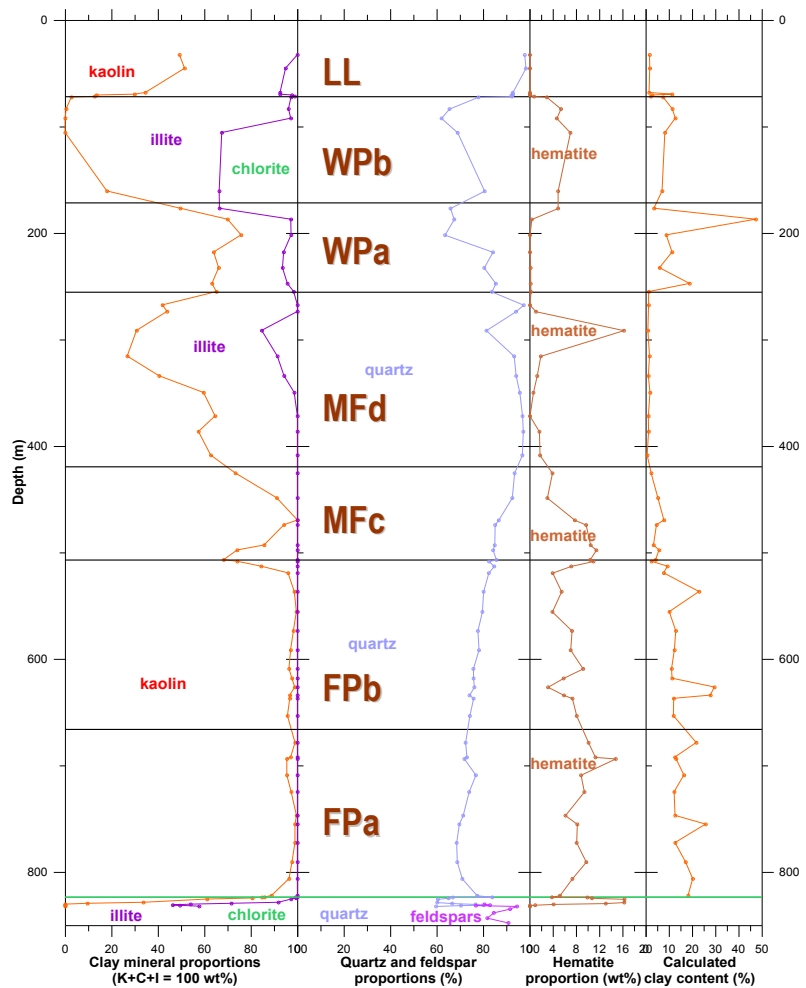 0
0
kaolin
LL
illite
chlorite
WPb
hematite
200
WPa
200
illite
hematite
quartz
MFd
400
400
Depth (m)
MFc
hematite
quartz
600
600
kaolin
FPb
hematite
FPa
800
800
illite
chlorite
quartz
feldspars
0 20 40 60 80 100
0 20 40 60 80 100
0 4 8 12 16 20
0 10 20 30 40 50
Clay mineral proportions
(K+C+I = 100 wt%)
Quartz and feldspar
proportions (%)
Hematite
proportion (wt%)
Calculated
clay content (%)